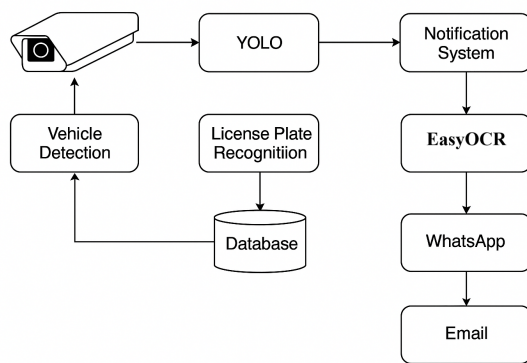 YOLO
Notification
System
Vehicle
Detection
License Plate
Recognitiion
EasyOCR
Database
WhatsApp
Email